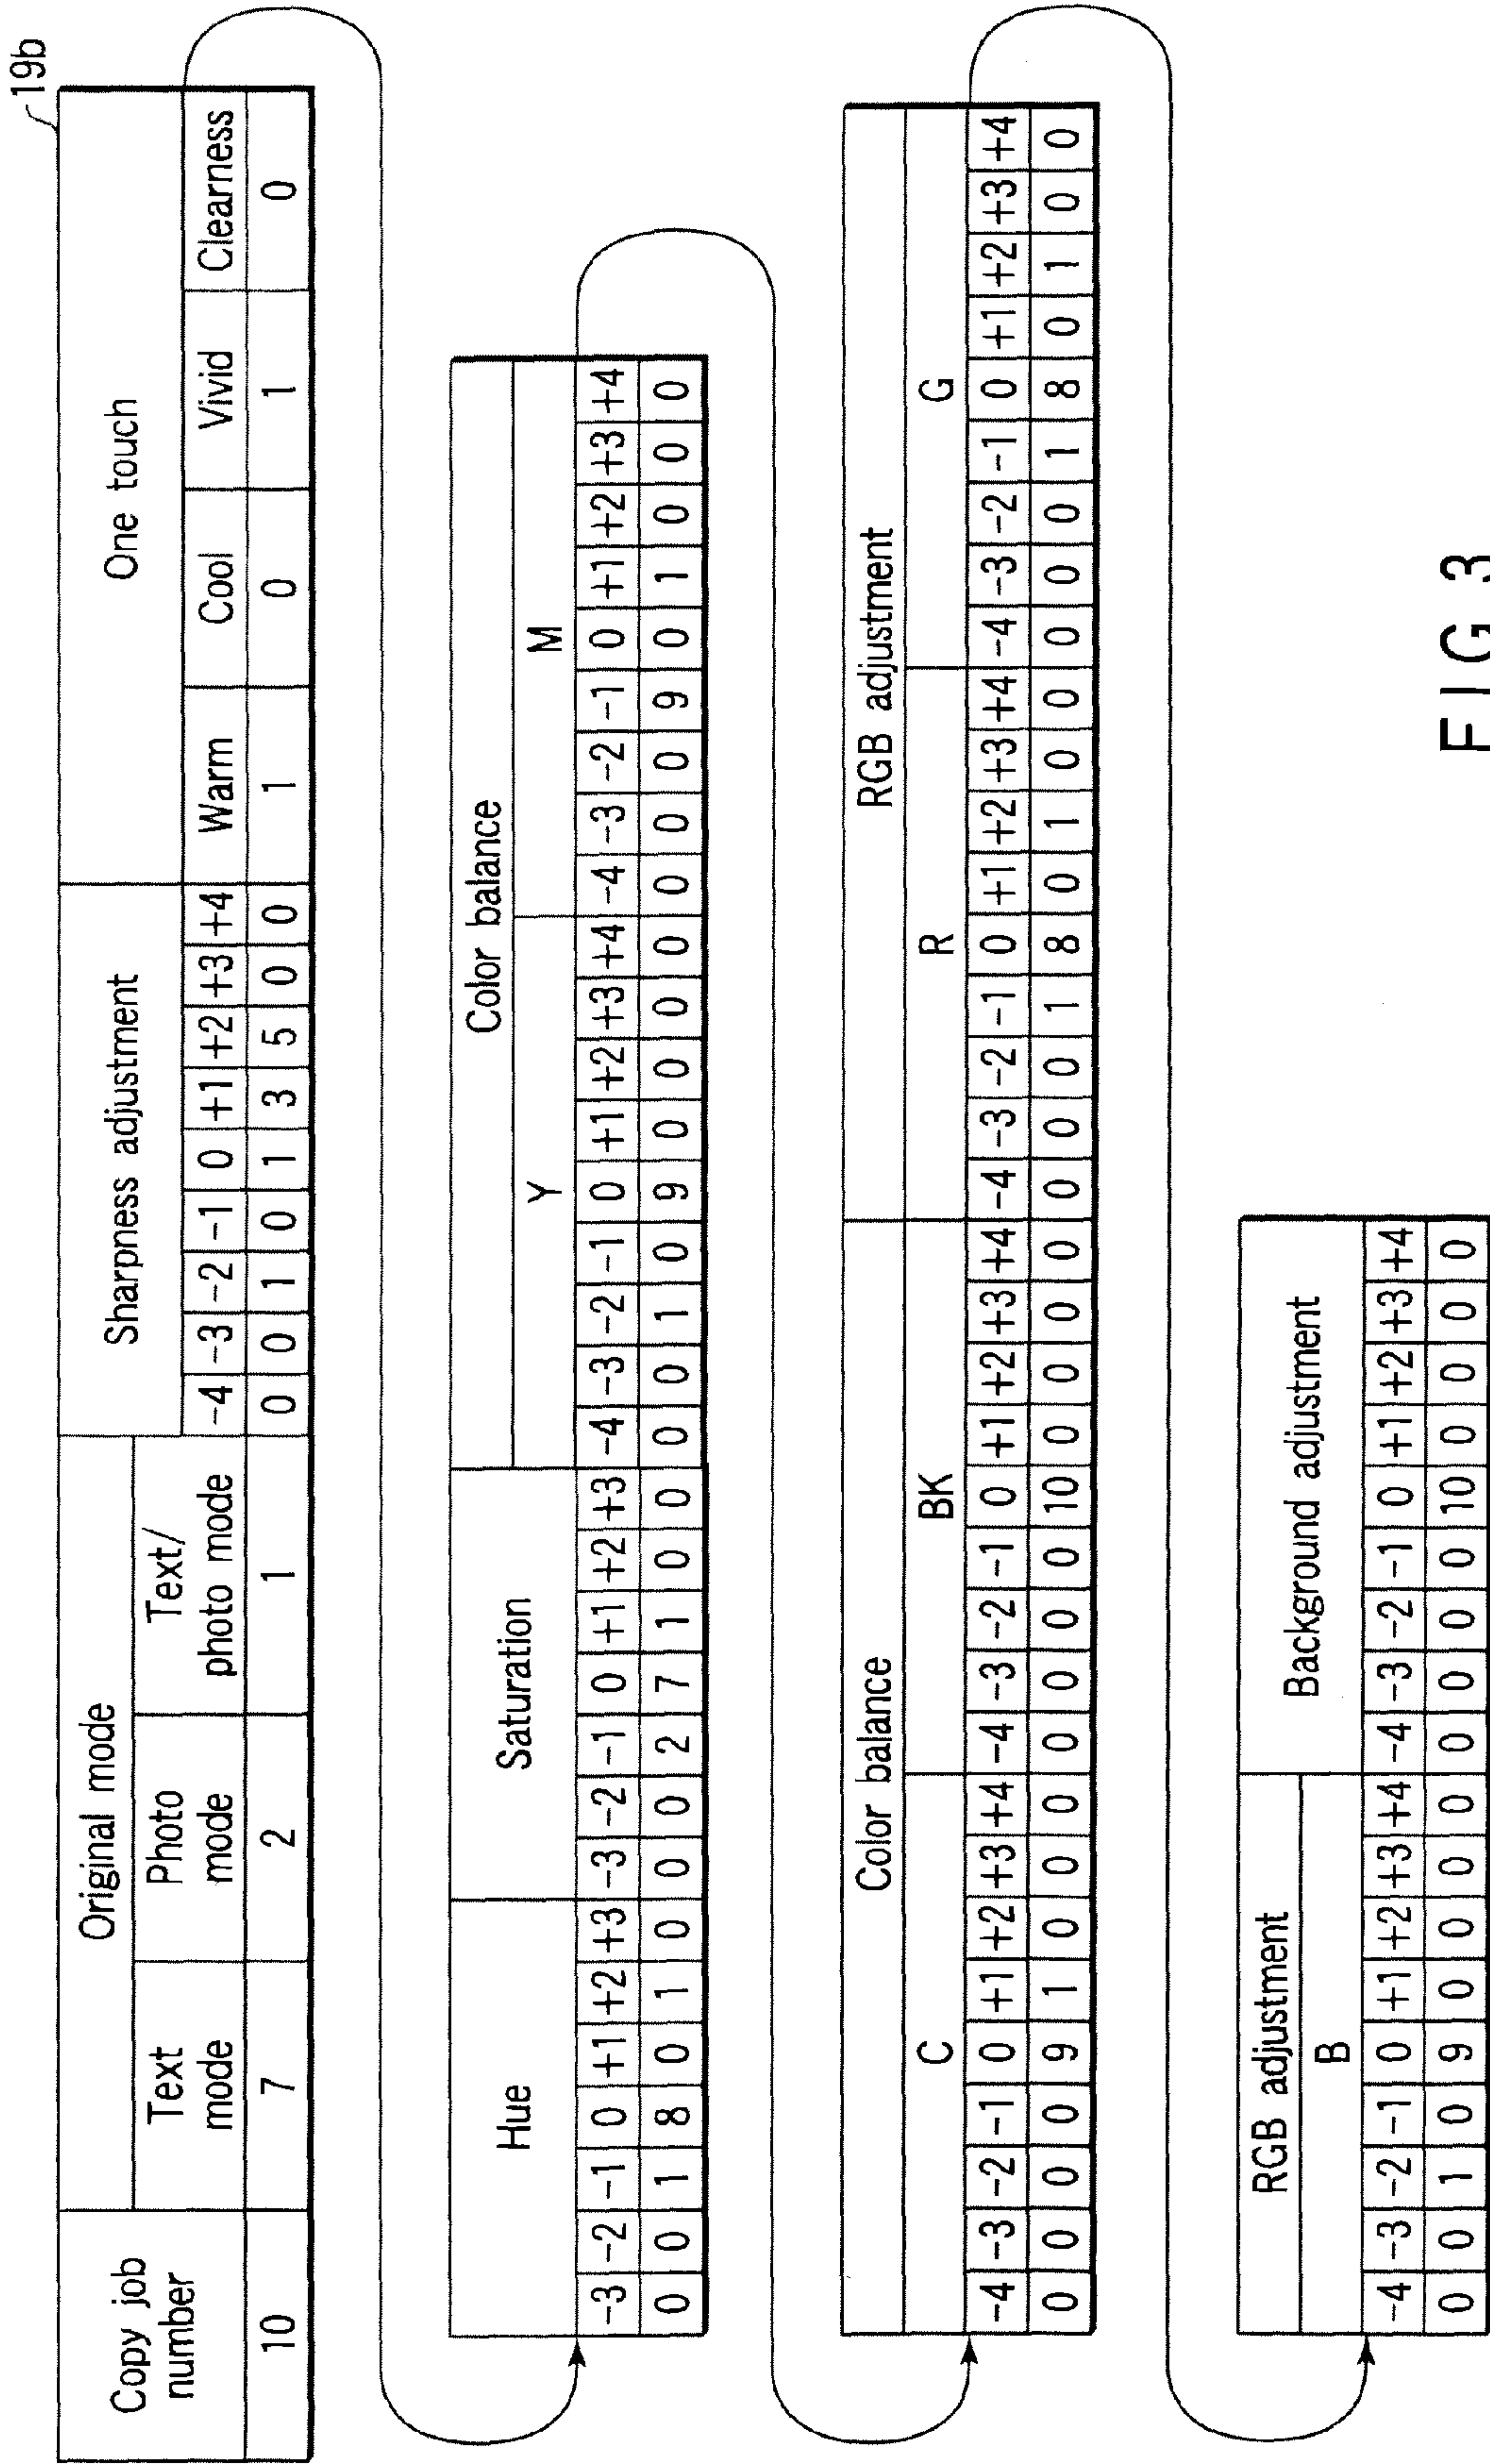 19b
Copy job number | Original mode | Sharpness adjustment | One touch
Text mode | Photo mode | Text/ photo mode | -4 | -3 | -2 | -1 | 0 | +1 | +2 | +3 | +4 | Warm | Cool | Vivid | Clearness
10 | 7 | 2 | 1 | 0 | 0 | 1 | 0 | 1 | 3 | 5 | 0 | 0 | 1 | 0 | 1 | 0
Hue | Saturation | Color balance
Y | M
-3 | -2 | -1 | 0 | +1 | +2 | +3 | -3 | -2 | -1 | 0 | +1 | +2 | +3 | -4 | -3 | -2 | -1 | 0 | +1 | +2 | +3 | +4 | -4 | -3 | -2 | -1 | 0 | +1 | +2 | +3 | +4
0 | 0 | 1 | 8 | 0 | 1 | 0 | 0 | 0 | 2 | 7 | 1 | 0 | 0 | 0 | 0 | 1 | 0 | 9 | 0 | 0 | 0 | 0 | 0 | 0 | 0 | 9 | 0 | 1 | 0 | 0 | 0
Color balance | RGB adjustment
C | BK | R | G
-4 | -3 | -2 | -1 | 0 | +1 | +2 | +3 | +4 | -4 | -3 | -2 | -1 | 0 | +1 | +2 | +3 | +4 | -4 | -3 | -2 | -1 | 0 | +1 | +2 | +3 | +4 | -4 | -3 | -2 | -1 | 0 | +1 | +2 | +3 | +4
0 | 0 | 0 | 0 | 9 | 1 | 0 | 0 | 0 | 0 | 0 | 0 | 0 | 10 | 0 | 0 | 0 | 0 | 0 | 0 | 0 | 1 | 8 | 0 | 1 | 0 | 0 | 0 | 0 | 0 | 1 | 8 | 0 | 1 | 0 | 0
RGB adjustment | Background adjustment
B
-4 | -3 | -2 | -1 | 0 | +1 | +2 | +3 | +4 | -4 | -3 | -2 | -1 | 0 | +1 | +2 | +3 | +4
0 | 0 | 1 | 0 | 9 | 0 | 0 | 0 | 0 | 0 | 0 | 0 | 0 | 10 | 0 | 0 | 0 | 0
FIG. 3